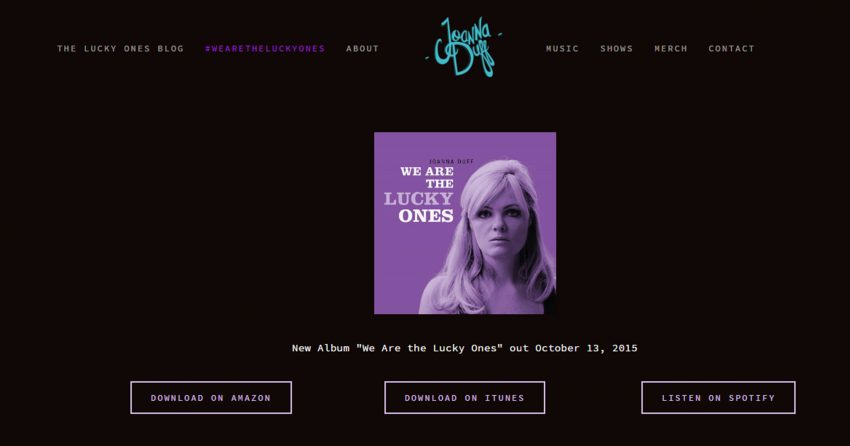 THE LUCKY ONES BLOG #WEARETHELUCKYONES ABOUT JOANNA DUFF MUSIC SHOWS MERCH CONTACT
JOANNA DUFF
WE ARE
THE
LUCKY
ONES
New Album "We Are the Lucky Ones" out October 13, 2015
DOWNLOAD ON AMAZON DOWNLOAD ON ITUNES LISTEN ON SPOTIFY